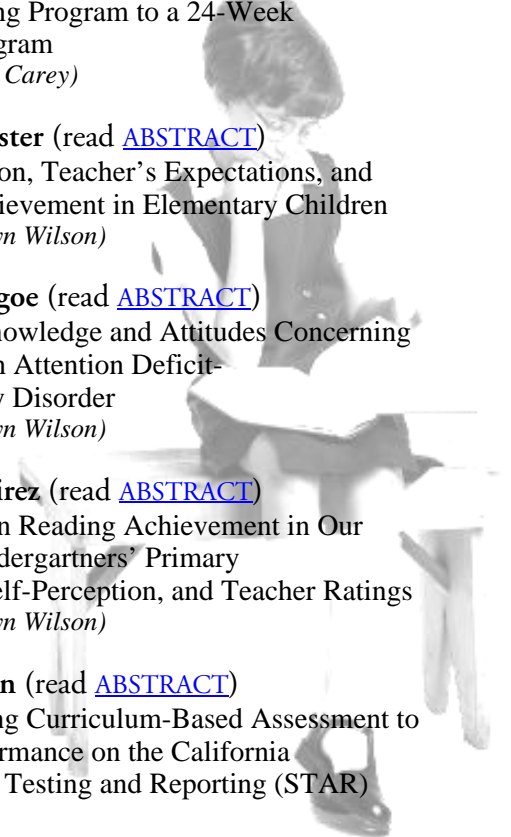 ng Program to a 24-Week
gram
Carey)
ster (read ABSTRACT)
on, Teacher’s Expectations, and
ievement in Elementary Children
yn Wilson)
goe (read ABSTRACT)
nowledge and Attitudes Concerning
n Attention Deficit-
y Disorder
yn Wilson)
irez (read ABSTRACT)
n Reading Achievement in Our
dergartners’ Primary
elf-Perception, and Teacher Ratings
yn Wilson)
n (read ABSTRACT)
ng Curriculum-Based Assessment to
rmance on the California
Testing and Reporting (STAR)